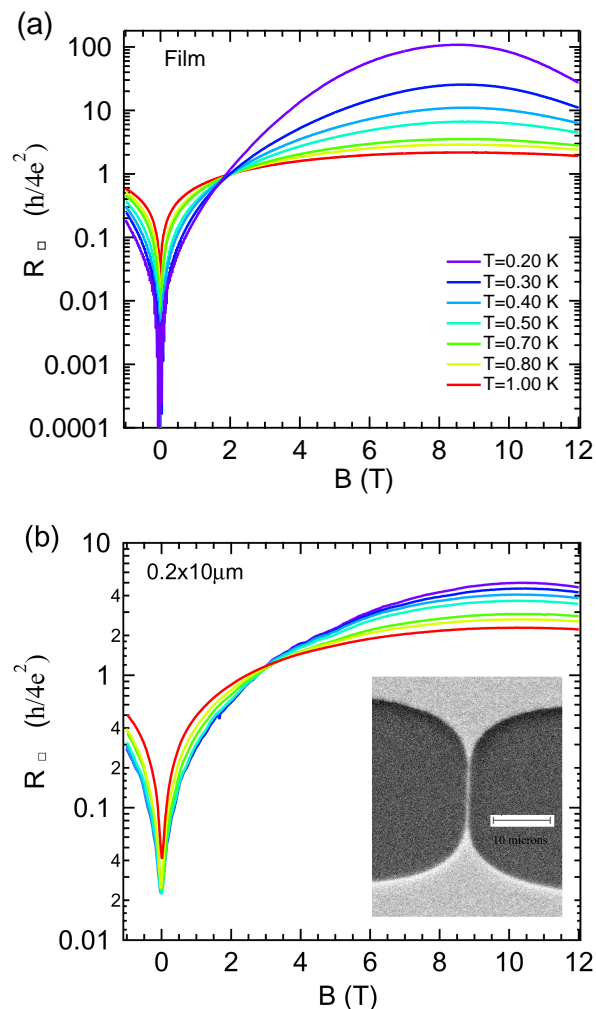 (a)
Film
100
10
1
0.1
0.01
0.001
0.0001
R□ (h/4e²)
T=0.20 K
T=0.30 K
T=0.40 K
T=0.50 K
T=0.70 K
T=0.80 K
T=1.00 K
0 2 4 6 8 10 12
B (T)
(b)
0.2x10μm
10
4
2
1
4
2
0.1
4
2
0.01
R□ (h/4e²)
10 microns
0 2 4 6 8 10 12
B (T)